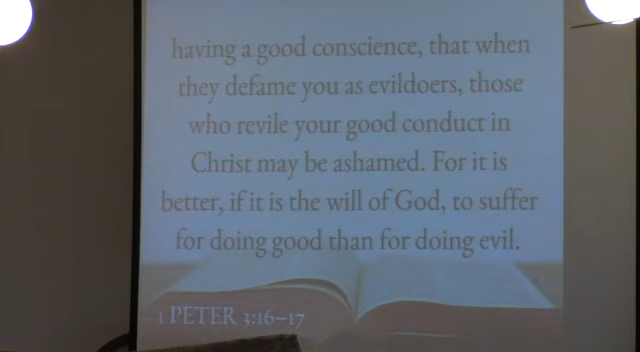 having a good conscience, that when
they defame you as evildoers, those
who revile your good conduct in
Christ may be ashamed. For it is
better, if it is the will of God, to suffer
for doing good than for doing evil.
1 PETER 3:16–17